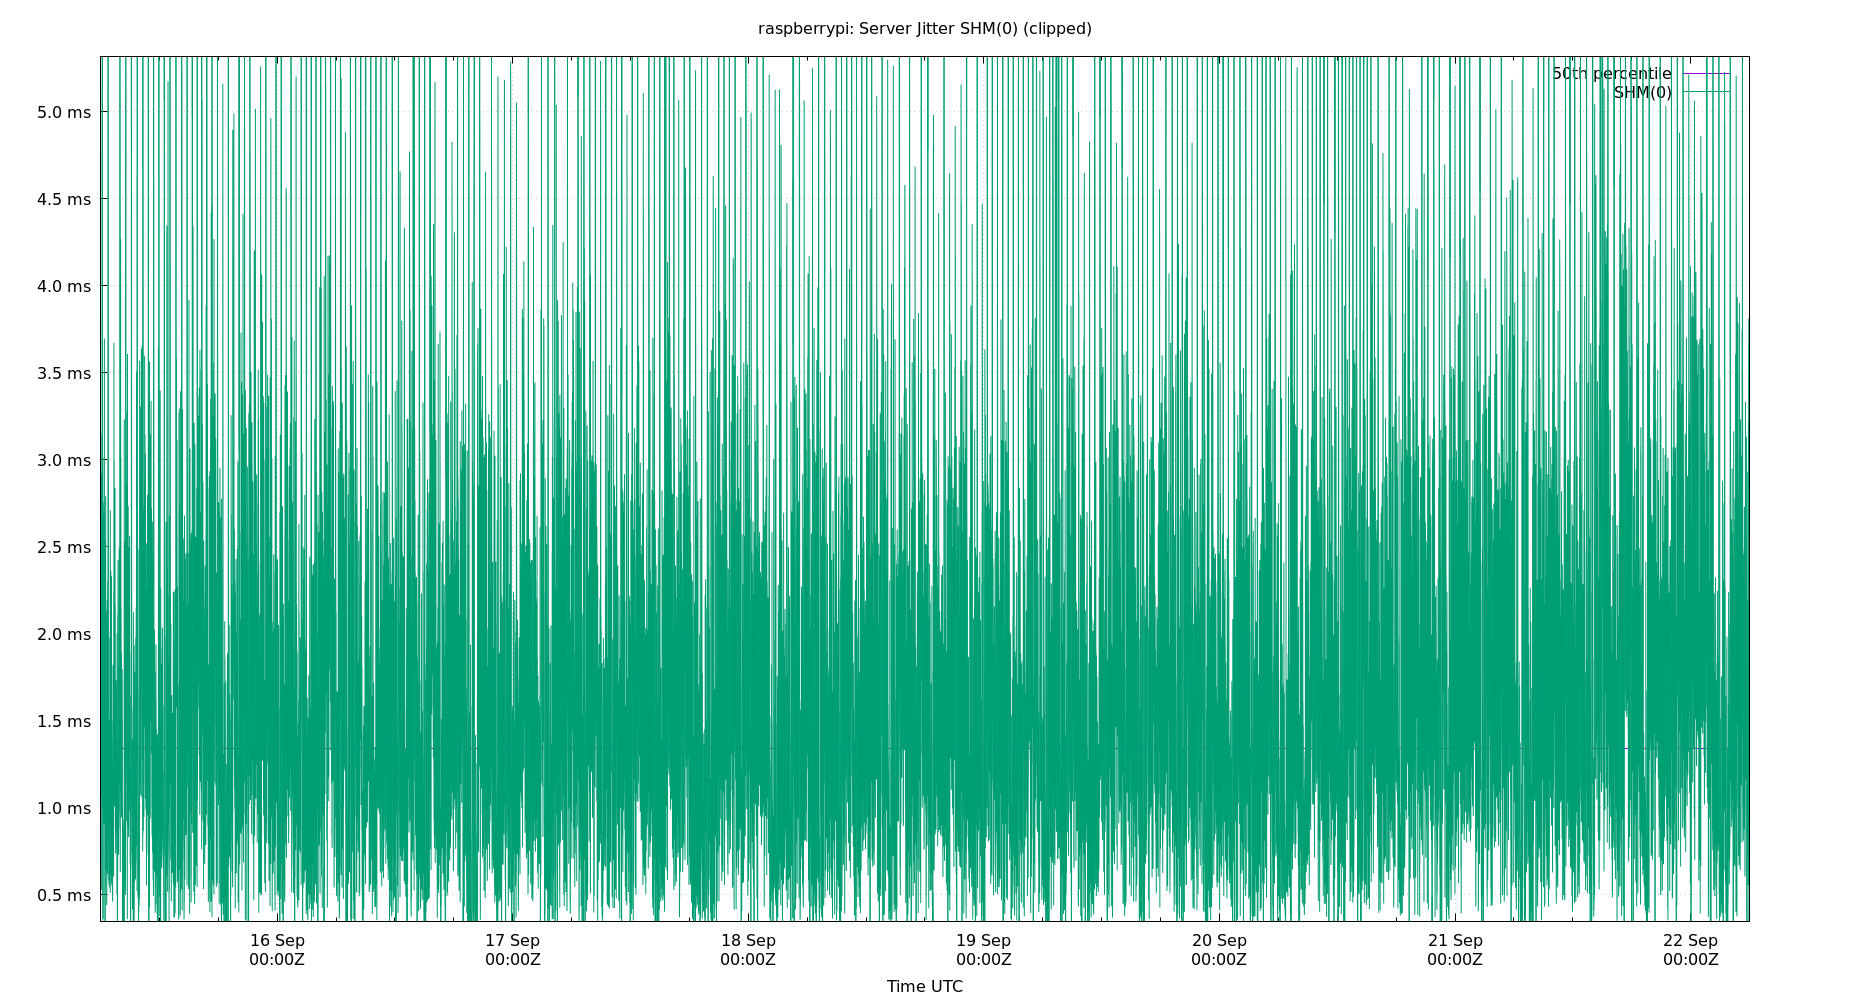 raspberrypi: Server Jitter SHM(0) (clipped)
50th percentile
SHM(0)
5.0 ms
4.5 ms
4.0 ms
3.5 ms
3.0 ms
2.5 ms
2.0 ms
1.5 ms
1.0 ms
0.5 ms
16 Sep 17 Sep 18 Sep 19 Sep 20 Sep 21 Sep 22 Sep
00:00Z 00:00Z 00:00Z 00:00Z 00:00Z 00:00Z 00:00Z
Time UTC